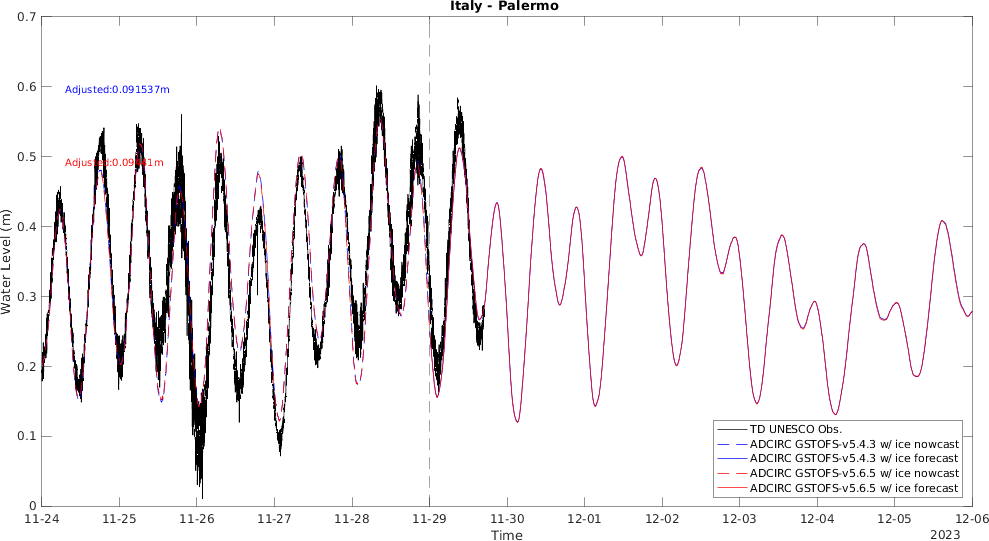 Italy - Palermo
0.7
0.6
0.5
0.4
0.3
0.2
0.1
0
Water Level (m)
Adjusted:0.091537m
TD UNESCO Obs.
ADCIRC GSTOFS-v5.4.3 w/ ice nowcast
ADCIRC GSTOFS-v5.4.3 w/ ice forecast
ADCIRC GSTOFS-v5.6.5 w/ ice nowcast
ADCIRC GSTOFS-v5.6.5 w/ ice forecast
11-24 11-25 11-26 11-27 11-28 11-29 11-30 12-01 12-02 12-03 12-04 12-05 12-06
Time
2023